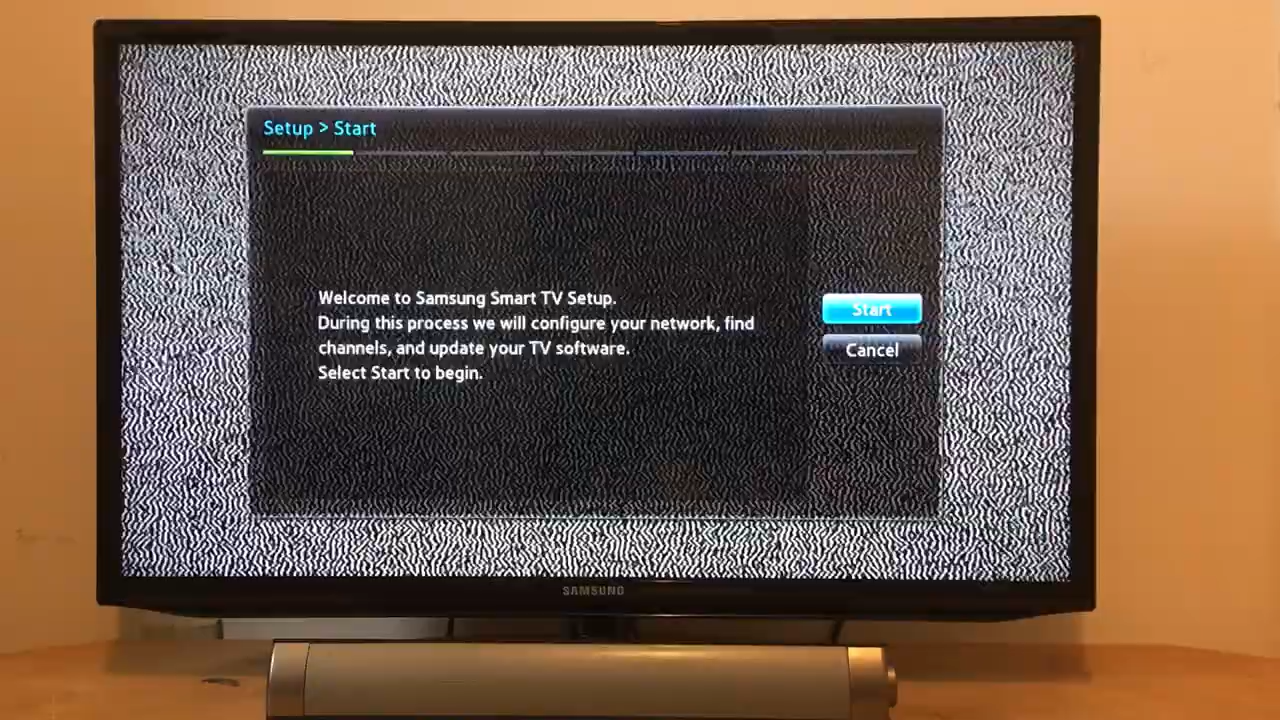 Setup > Start
Welcome to Samsung Smart TV Setup.
During this process we will configure your network, find
channels, and update your TV software.
Select Start to begin.
Start
Cancel
SAMSUNG